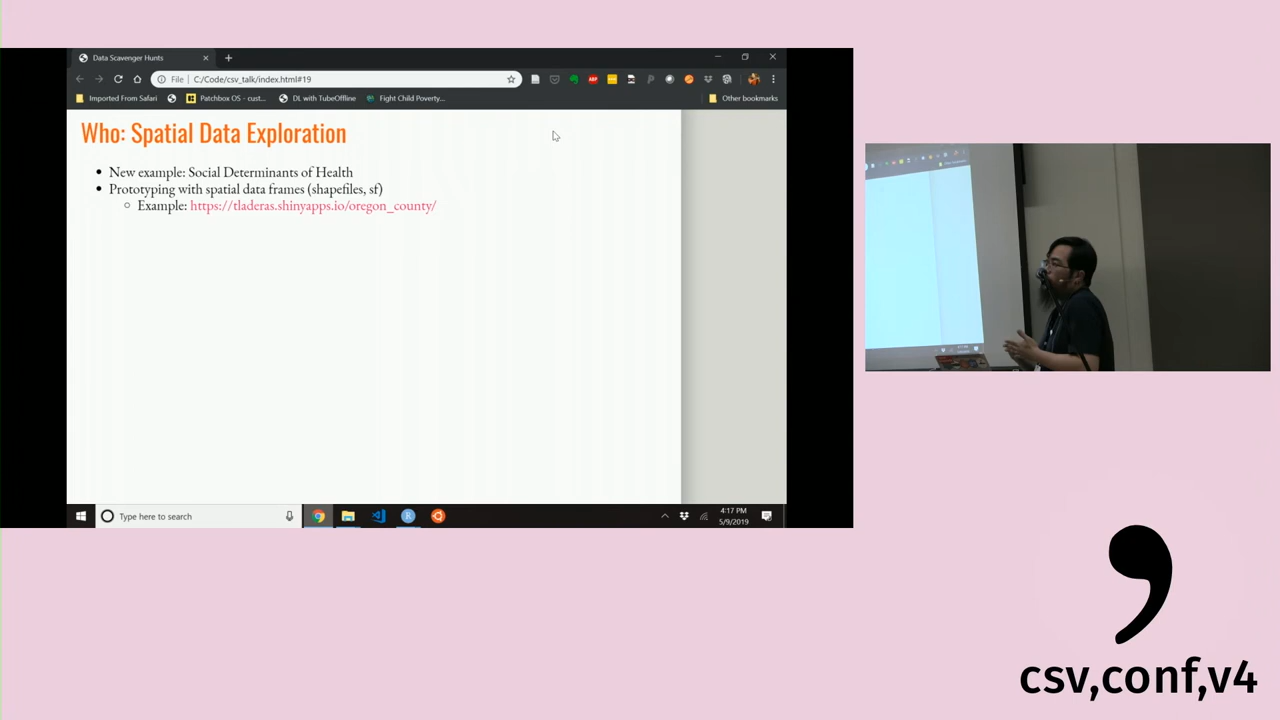 Data Scavenger Hunts
File C:/Code/csv_talk/index.html#19
ABP
Imported From Safari
Patchbox OS - cust...
DL with TubeOffline
Fight Child Poverty...
Other bookmarks
Who: Spatial Data Exploration
New example: Social Determinants of Health
Prototyping with spatial data frames (shapefiles, sf)
Example: https://tladeras.shinyapps.io/oregon_county/
Type here to search
4:17 PM
5/9/2019
csv,conf,v4